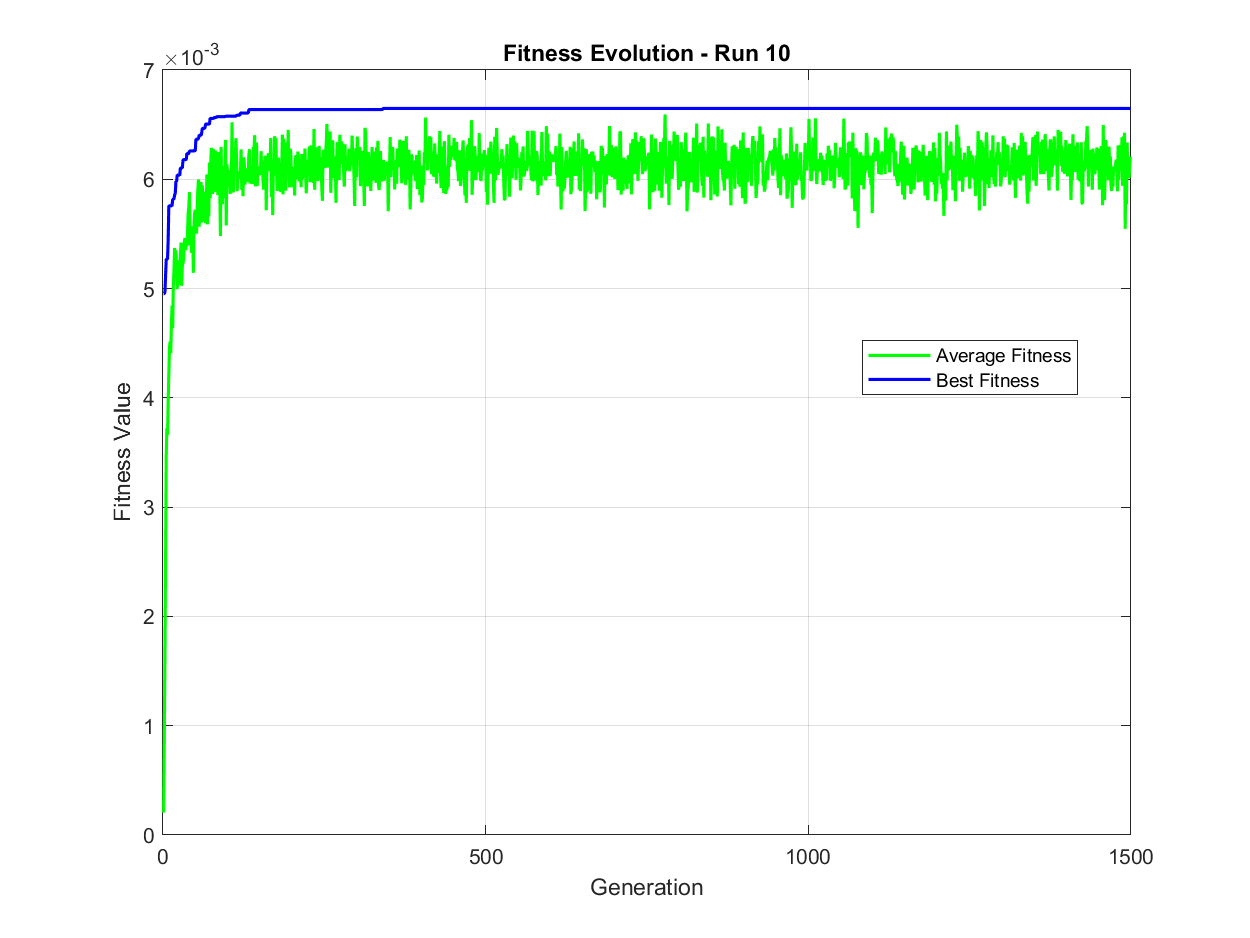 Fitness Evolution - Run 10
×10-3
7
6
5
4
3
2
1
0
Fitness Value
Average Fitness
Best Fitness
0 500 1000 1500
Generation